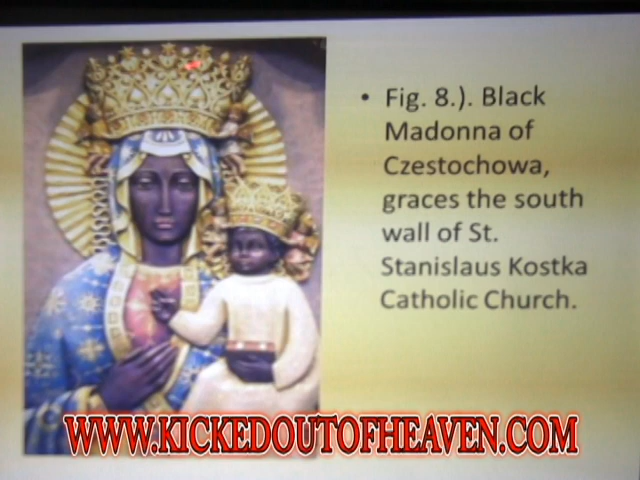 • Fig. 8.). Black
Madonna of
Czestochowa,
graces the south
wall of St.
Stanislaus Kostka
Catholic Church.
WWW.KICKEDOUTOFHEAVEN.COM